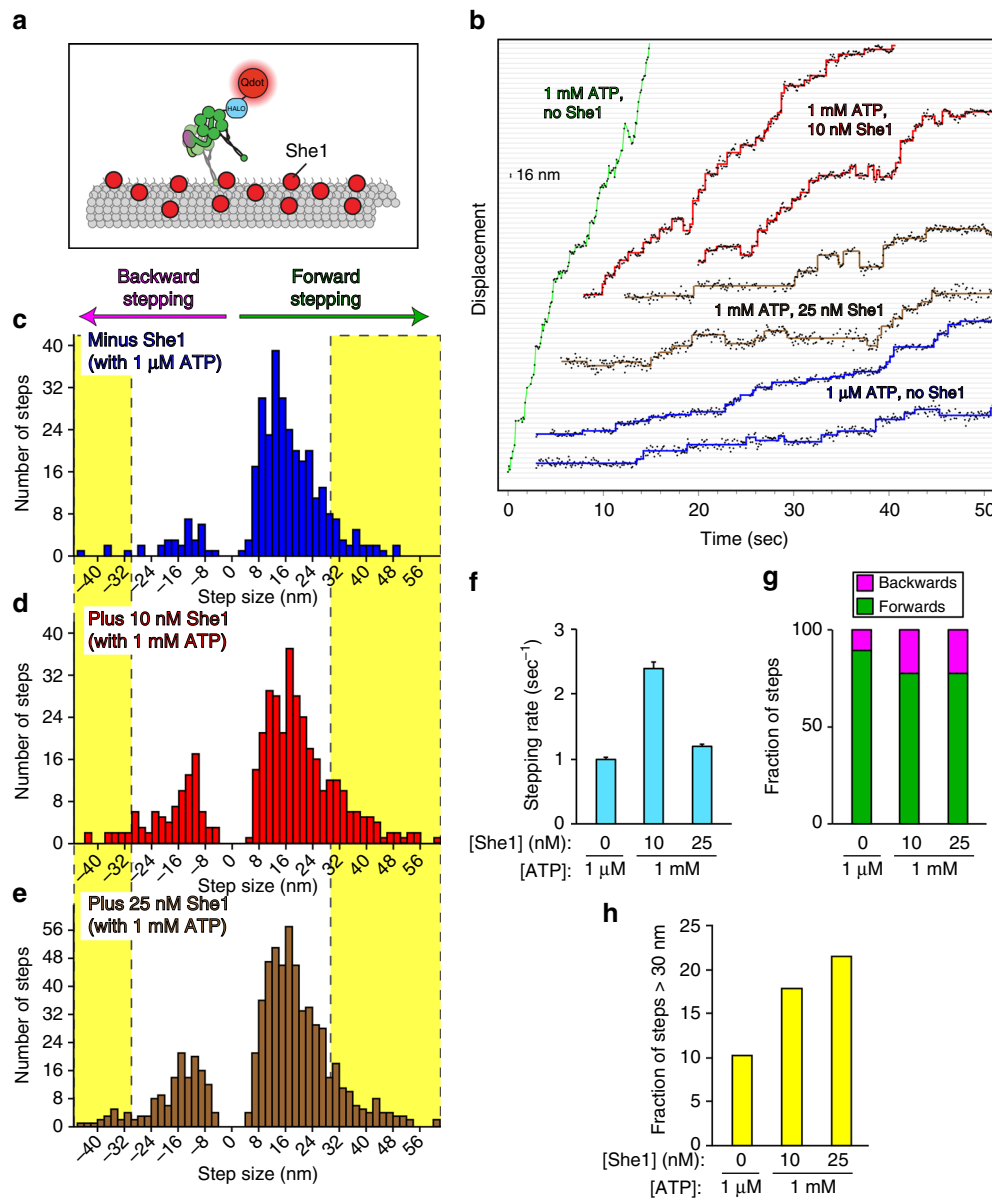 a
Qdot
HALO
She1
b
1 mM ATP,
no She1
1 mM ATP,
10 nM She1
16 nm
1 mM ATP, 25 nM She1
1 μM ATP, no She1
Displacement
0 10 20 30 40 50
Time (sec)
Backward
stepping
Forward
stepping
c
Minus She1
(with 1 μM ATP)
Number of steps
40
32
24
16
8
0
–40 –32 –24 –16 –8 0 8 16 24 32 40 48 56
Step size (nm)
d
Plus 10 nM She1
(with 1 mM ATP)
Number of steps
40
32
24
16
8
0
–40 –32 –24 –16 –8 0 8 16 24 32 40 48 56
Step size (nm)
e
Plus 25 nM She1
(with 1 mM ATP)
Number of steps
56
48
40
32
24
16
8
0
–40 –32 –24 –16 –8 0 8 16 24 32 40 48 56
Step size (nm)
f
Stepping rate (sec⁻¹)
3
2
1
0
[She1] (nM): 0 10 25
[ATP]: 1 μM 1 mM
g
Backwards
Forwards
Fraction of steps
100
50
0
0 10 25
1 μM 1 mM
h
Fraction of steps > 30 nm
25
20
15
10
5
0
[She1] (nM): 0 10 25
[ATP]: 1 μM 1 mM